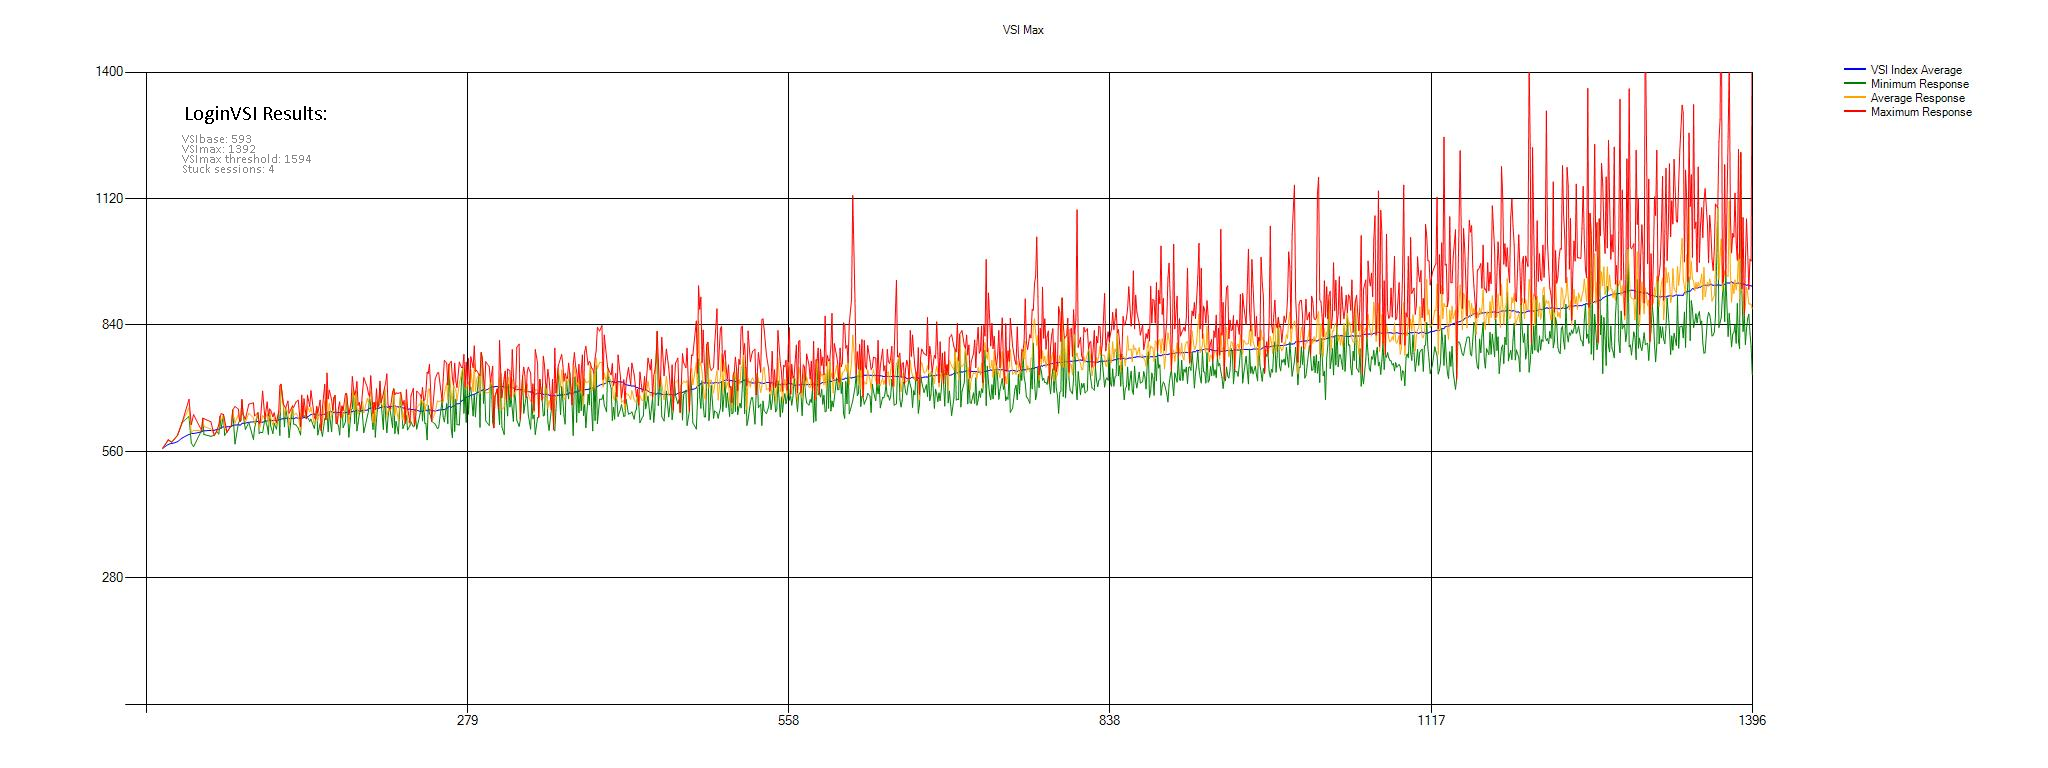 VSI Max
1400
1120
840
560
280
279
558
838
1117
1396
LoginVSI Results:
VSIbase: 593
VSImax: 1392
VSImax threshold: 1594
Stuck sessions: 4
VSI Index Average
Minimum Response
Average Response
Maximum Response